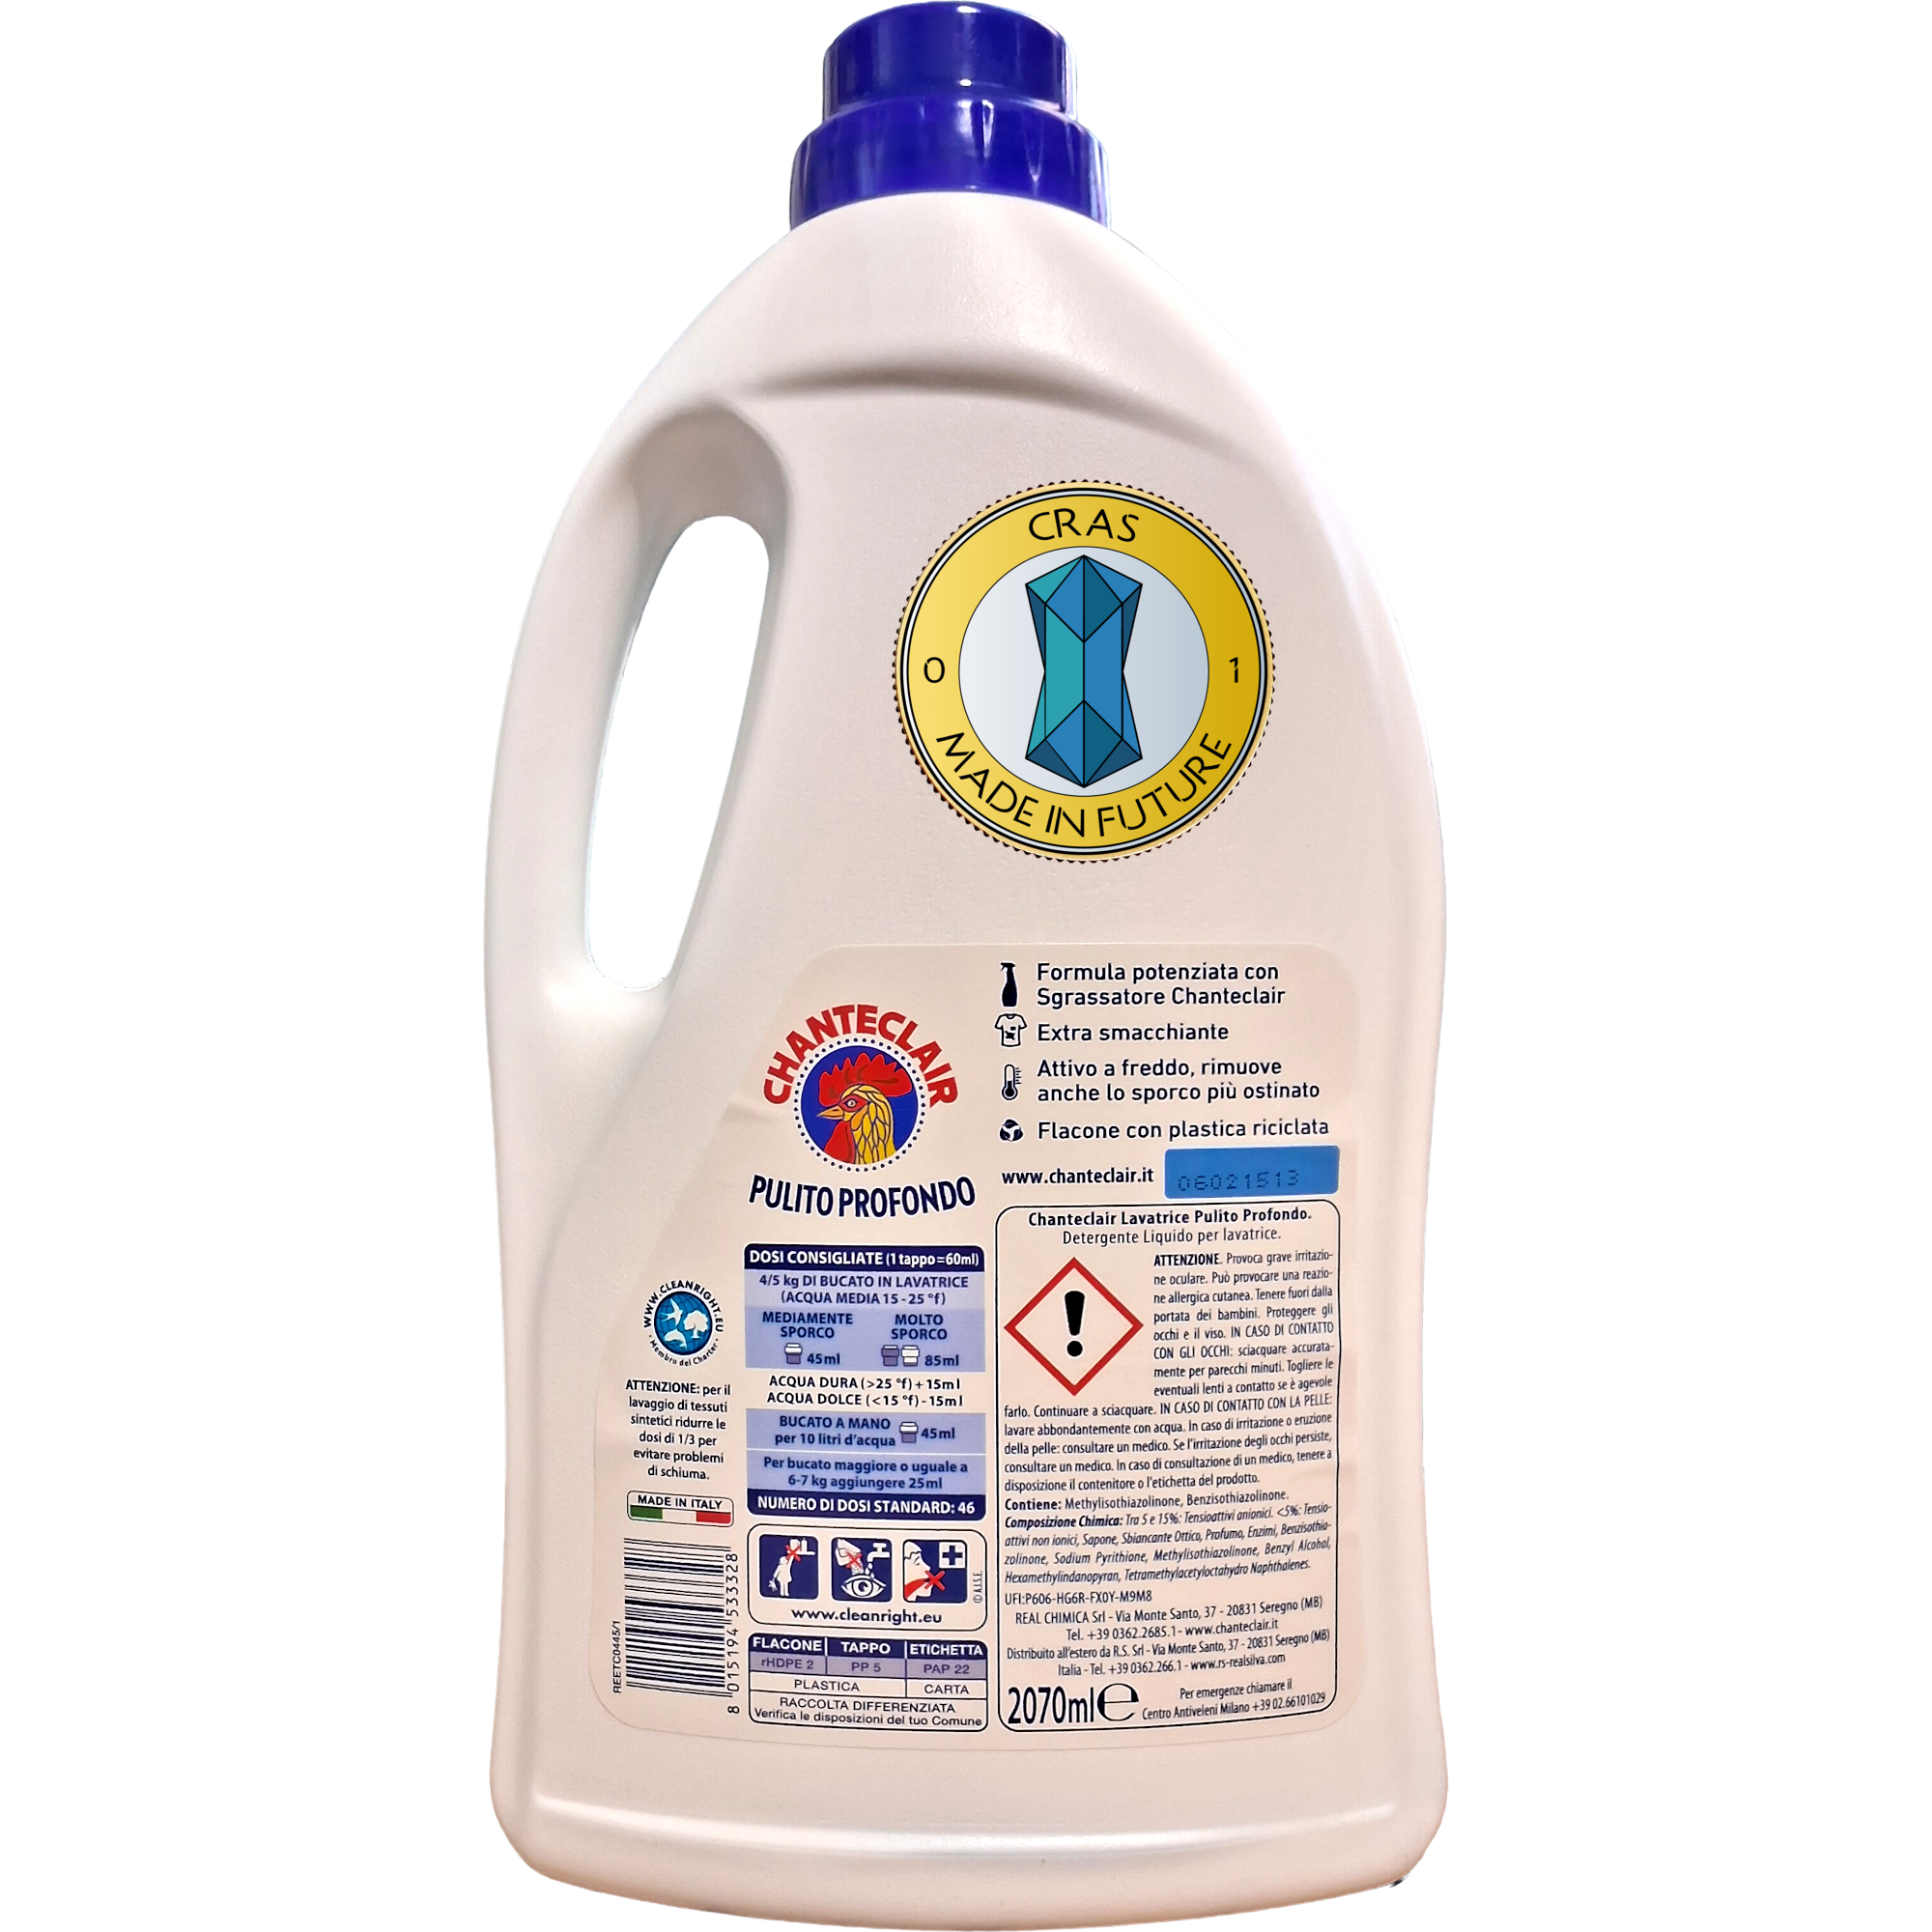 CRAS
0 1
MADE IN FUTURE
Formula potenziata con
Sgrassatore Chanteclair
Extra smacchiante
Attivo a freddo, rimuove
anche lo sporco più ostinato
Flacone con plastica riciclata
www.chanteclair.it
06021513
CHANTECLAIR
PULITO PROFONDO
DOSI CONSIGLIATE (1 tappo=60ml)
4/5 kg DI BUCATO IN LAVATRICE
(ACQUA MEDIA 15-25 °f)
MEDIAMENTE SPORCO
45ml
MOLTO SPORCO
85ml
ACQUA DURA (>25 °f)+15ml
ACQUA DOLCE (<15 °f)-15ml
BUCATO A MANO
per 10 litri d'acqua 45ml
Per bucato maggiore o uguale a
6-7 kg aggiungere 25ml
NUMERO DI DOSI STANDARD: 46
www.cleanright.eu
© A.I.S.E
FLACONE TAPPO ETICHETTA
rHDPE 2 PP 5 PAP 22
PLASTICA CARTA
RACCOLTA DIFFERENZIATA
Verifica le disposizioni del tuo Comune
WWW.CLEANRIGHT.EU
Membro del Charter
ATTENZIONE: per il
lavaggio di tessuti
sintetici ridurre le
dosi di 1/3 per
evitare problemi
di schiuma.
MADE IN ITALY
REETC0445/1
8 015194 533328
Chanteclair Lavatrice Pulito Profondo.
Detergente Liquido per lavatrice.
ATTENZIONE. Provoca grave irritazio-
ne oculare. Può provocare una reazio-
ne allergica cutanea. Tenere fuori dalla
portata dei bambini. Proteggere gli
occhi e il viso. IN CASO DI CONTATTO
CON GLI OCCHI: sciacquare accurata-
mente per parecchi minuti. Togliere le
eventuali lenti a contatto se è agevole
farlo. Continuare a sciacquare. IN CASO DI CONTATTO CON LA PELLE:
lavare abbondantemente con acqua. In caso di irritazione o eruzione
della pelle: consultare un medico. Se l'irritazione degli occhi persiste,
consultare un medico. In caso di consultazione di un medico, tenere a
disposizione il contenitore o l'etichetta del prodotto.
Contiene: Methylisothiazolinone, Benzisothiazolinone.
Composizione Chimica: Tra 5 e 15%: Tensioattivi anionici. <5%: Tensio-
attivi non ionici, Sapone, Sbiancante Ottico, Profumo, Enzimi, Benzisothia-
zolinone, Sodium Pyrithione, Methylisothiazolinone, Benzyl Alcohol,
Hexamethylindanopyran, Tetramethylacetyloctahydro Naphthalenes.
UFI:P606-HG6R-FX0Y-M9M8
REAL CHIMICA Srl - Via Monte Santo, 37 - 20831 Seregno (MB)
Tel. +39 0362.2685.1 - www.chanteclair.it
Distribuito all'estero da R.S. Srl - Via Monte Santo, 37 - 20831 Seregno (MB)
Italia - Tel. +39 0362.266.1 - www.rs-realsilva.com
2070ml e
Per emergenze chiamare il
Centro Antiveleni Milano +39 02.66101029